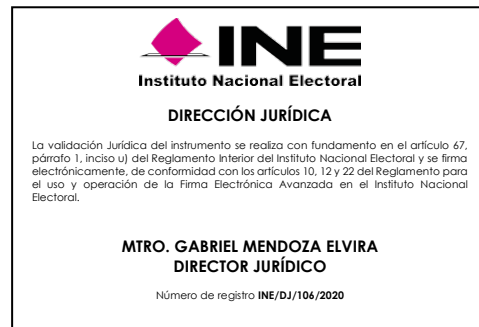 INE
Instituto Nacional Electoral
DIRECCIÓN JURÍDICA
La validación Jurídica del instrumento se realiza con fundamento en el artículo 67,
párrafo 1, inciso u) del Reglamento Interior del Instituto Nacional Electoral y se firma
electrónicamente, de conformidad con los artículos 10, 12 y 22 del Reglamento para
el uso y operación de la Firma Electrónica Avanzada en el Instituto Nacional
Electoral.
MTRO. GABRIEL MENDOZA ELVIRA
DIRECTOR JURÍDICO
Número de registro INE/DJ/106/2020